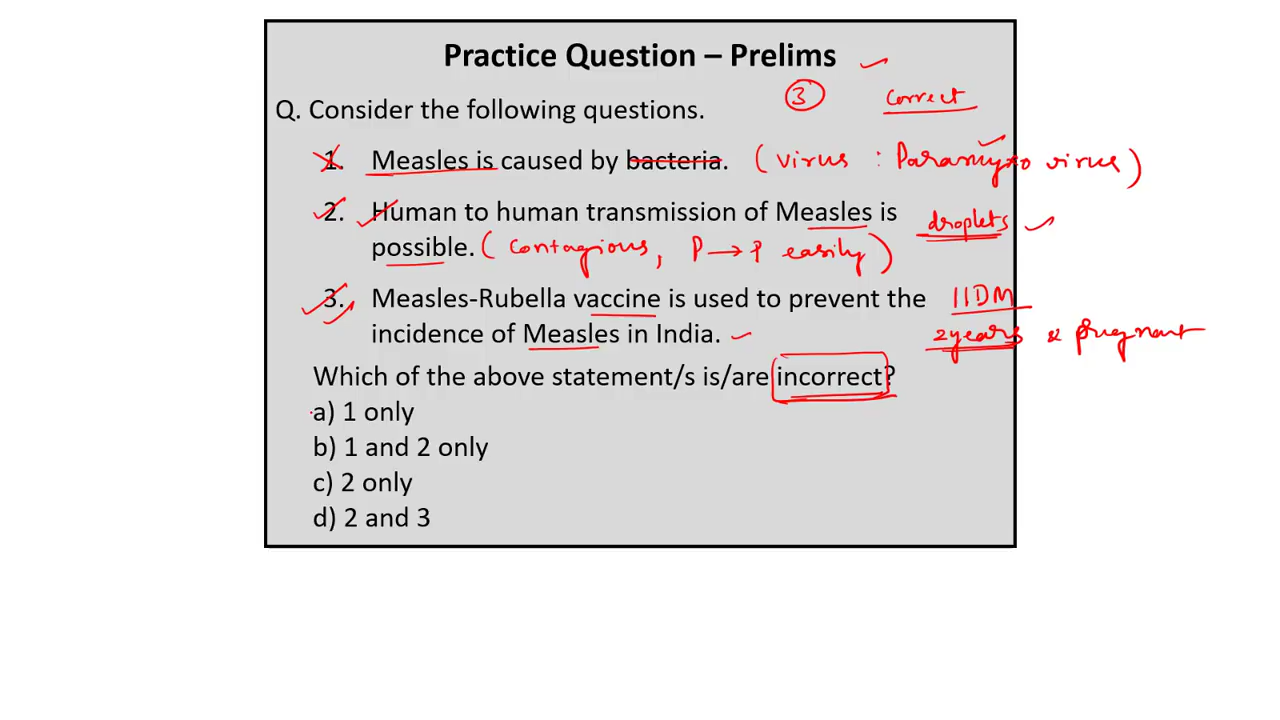 Practice Question – Prelims
3 correct
Q. Consider the following questions.
1. Measles is caused by bacteria. (virus : Paramyxo virus)
2. Human to human transmission of Measles is droplets
possible. (contagious, P → P easily)
3. Measles-Rubella vaccine is used to prevent the
incidence of Measles in India. 2 years & pregnant
Which of the above statement/s is/are incorrect?
a) 1 only
b) 1 and 2 only
c) 2 only
d) 2 and 3